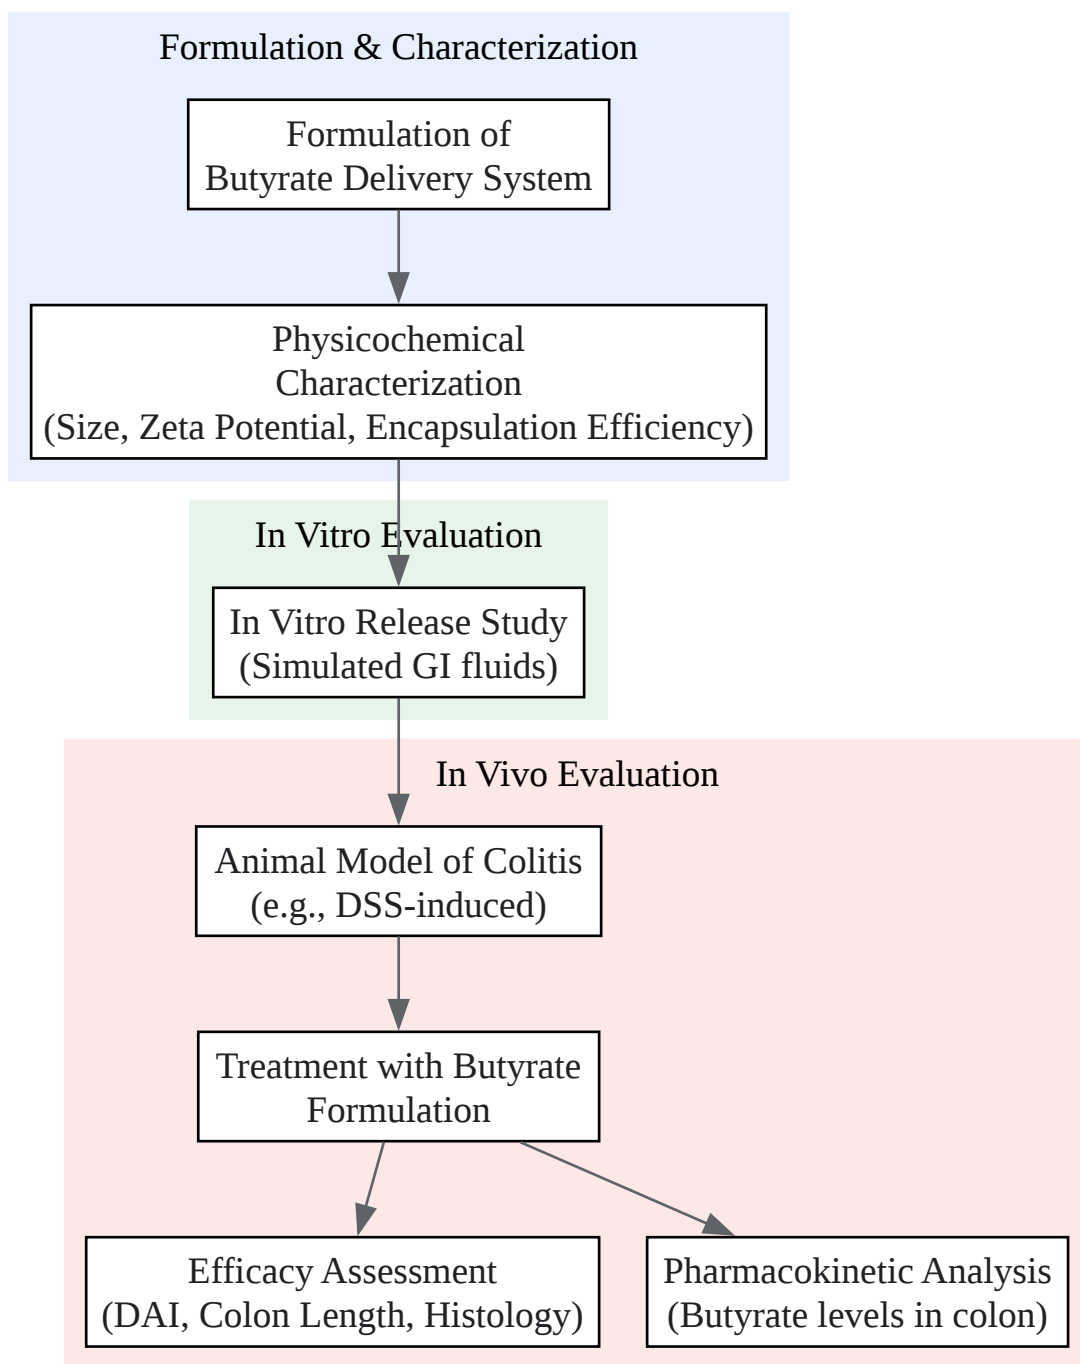 Formulation & Characterization
Formulation of
Butyrate Delivery System
Physicochemical
Characterization
(Size, Zeta Potential, Encapsulation Efficiency)
In Vitro Evaluation
In Vitro Release Study
(Simulated GI fluids)
In Vivo Evaluation
Animal Model of Colitis
(e.g., DSS-induced)
Treatment with Butyrate
Formulation
Efficacy Assessment
(DAI, Colon Length, Histology)
Pharmacokinetic Analysis
(Butyrate levels in colon)